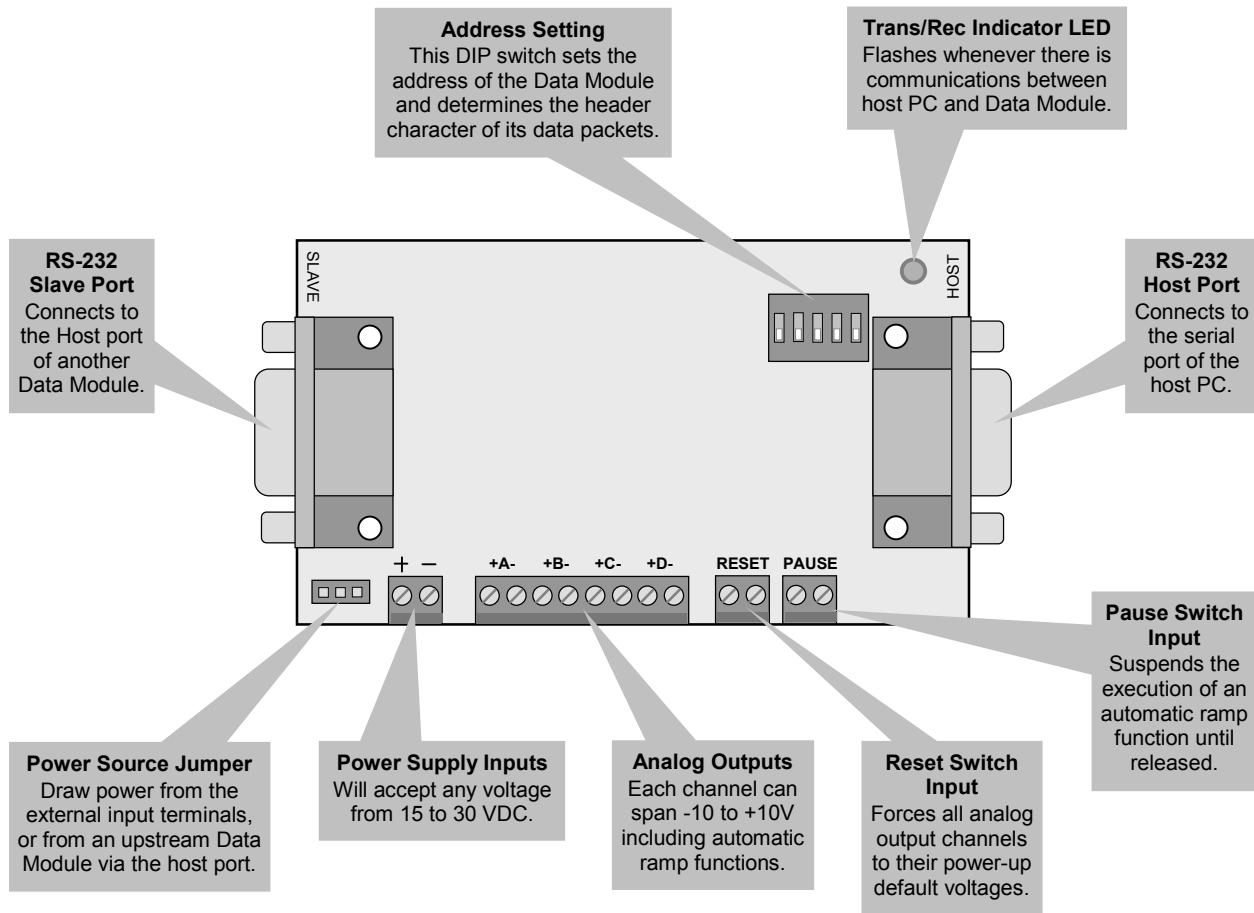 Address Setting
This DIP switch sets the
address of the Data Module
and determines the header
character of its data packets.
Trans/Rec Indicator LED
Flashes whenever there is
communications between
host PC and Data Module.
RS-232
Slave Port
Connects to
the Host port
of another
Data Module.
SLAVE
HOST
RS-232
Host Port
Connects to
the serial
port of the
host PC.
+ − +A- +B- +C- +D- RESET PAUSE
Pause Switch
Input
Suspends the
execution of an
automatic ramp
function until
released.
Power Source Jumper
Draw power from the
external input terminals,
or from an upstream Data
Module via the host port.
Power Supply Inputs
Will accept any voltage
from 15 to 30 VDC.
Analog Outputs
Each channel can
span -10 to +10V
including automatic
ramp functions.
Reset Switch
Input
Forces all analog
output channels
to their power-up
default voltages.